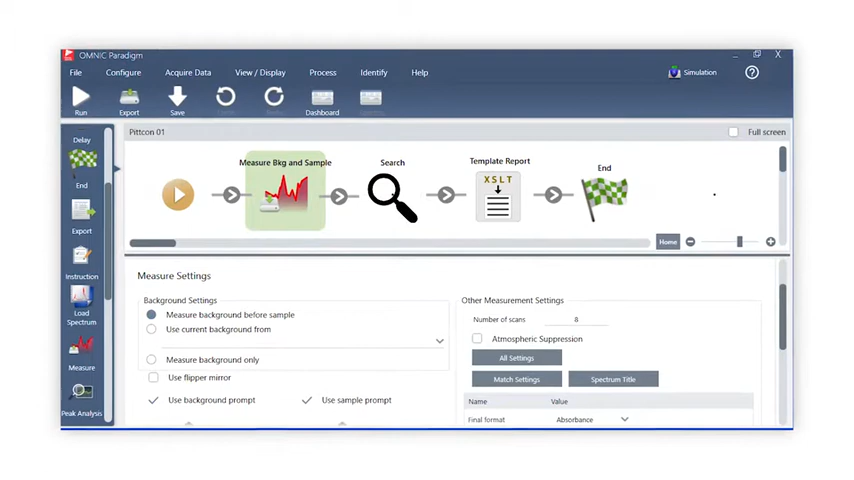 OMNIC Paradigm
File Configure Acquire Data View / Display Process Identify Help Simulation
Run Export Save Dashboard
Pittcon 01 Full screen
Delay
End
Export
Instruction
Load
Spectrum
Measure
Peak Analysis
Measure Bkg and Sample Search Template Report End
XSLT
Home
Measure Settings
Background Settings
Measure background before sample
Use current background from
Measure background only
Use flipper mirror
Use background prompt Use sample prompt
Other Measurement Settings
Number of scans 8
Atmospheric Suppression
All Settings
Match Settings Spectrum Title
Name Value
Final format Absorbance